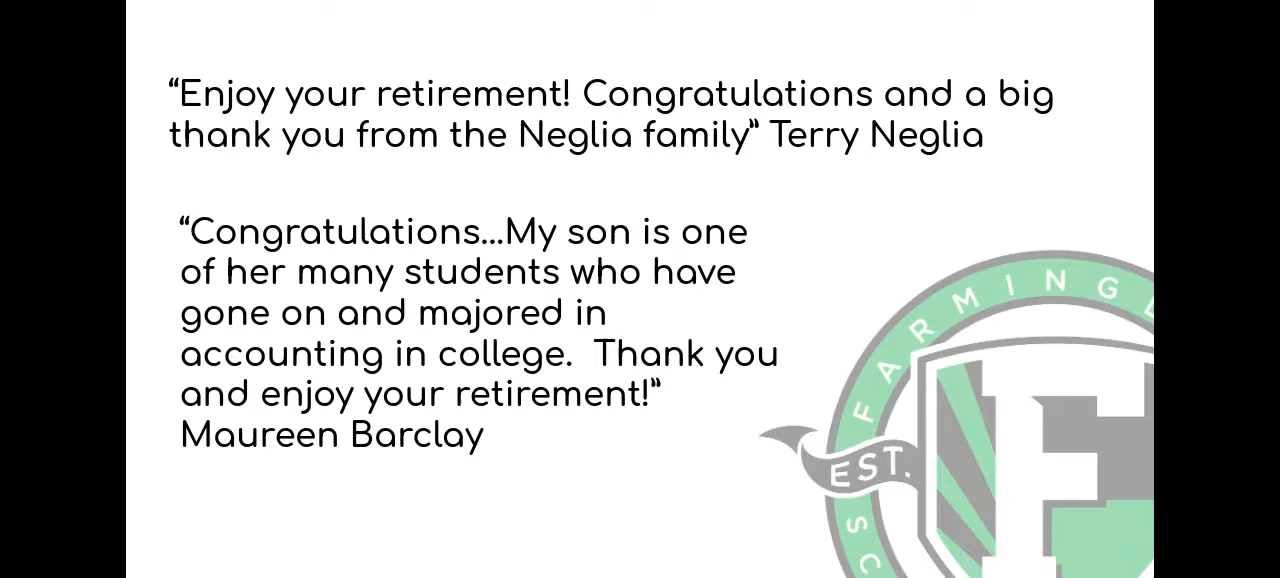 “Enjoy your retirement! Congratulations and a big
thank you from the Neglia family” Terry Neglia
“Congratulations...My son is one
of her many students who have
gone on and majored in
accounting in college.  Thank you
and enjoy your retirement!”
Maureen Barclay
FARMING
EST.
F